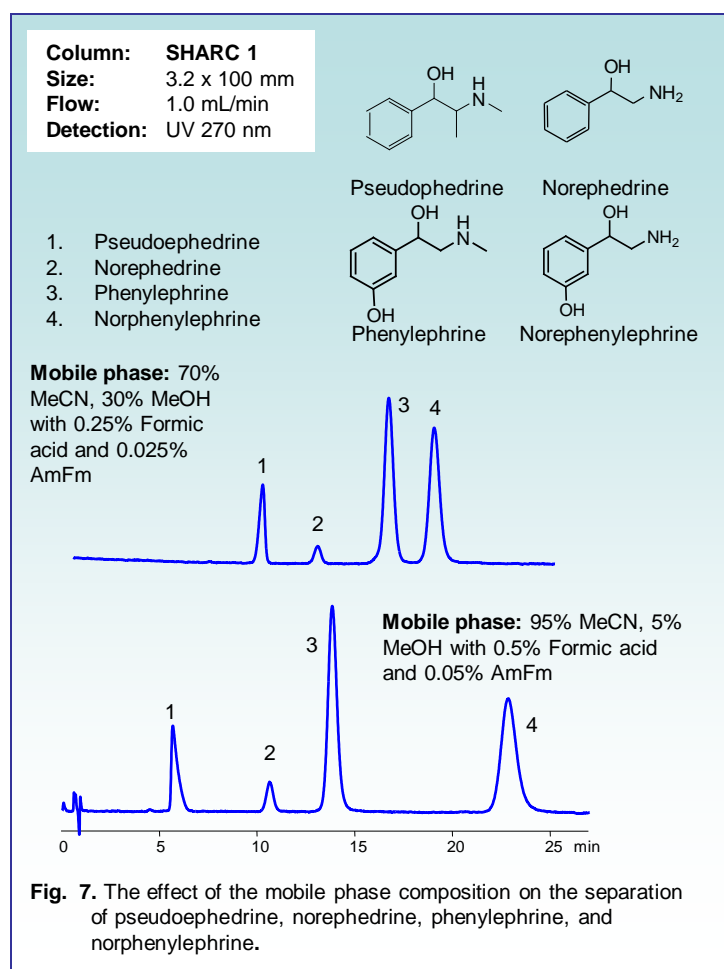 Column: SHARC 1
Size: 3.2 x 100 mm
Flow: 1.0 mL/min
Detection: UV 270 nm
OH
H
N
Pseudophedrine
OH
NH2
Norephedrine
OH
H
N
OH
Phenylephrine
OH
NH2
OH
Norephenylephrine
1. Pseudoephedrine
2. Norephedrine
3. Phenylephrine
4. Norphenylephrine
Mobile phase: 70%
MeCN, 30% MeOH
with 0.25% Formic
acid and 0.025%
AmFm
1
2
3
4
Mobile phase: 95% MeCN, 5%
MeOH with 0.5% Formic acid
and 0.05% AmFm
1
2
3
4
0 5 10 15 20 25 min
Fig. 7. The effect of the mobile phase composition on the separation
of pseudoephedrine, norephedrine, phenylephrine, and
norphenylephrine.